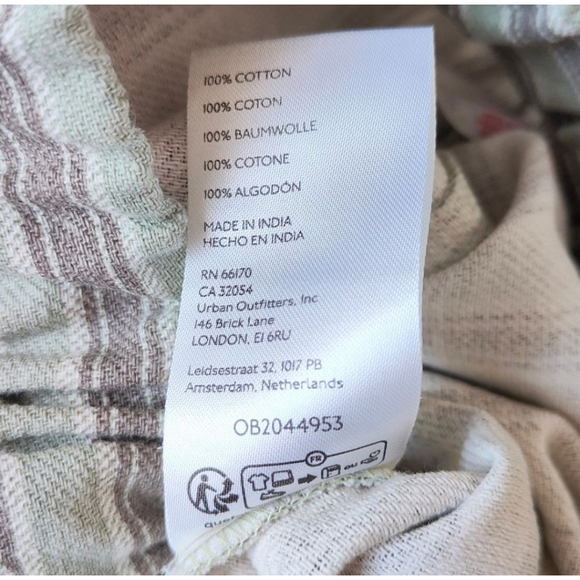 100% COTTON
100% COTON
100% BAUMWOLLE
100% COTONE
100% ALGODÓN
MADE IN INDIA
HECHO EN INDIA
RN 66170
CA 32054
Urban Outfitters, Inc
146 Brick Lane
LONDON, E1 6RU
Leidsestraat 32, 1017 PB
Amsterdam, Netherlands
OB2044953
FR
OU